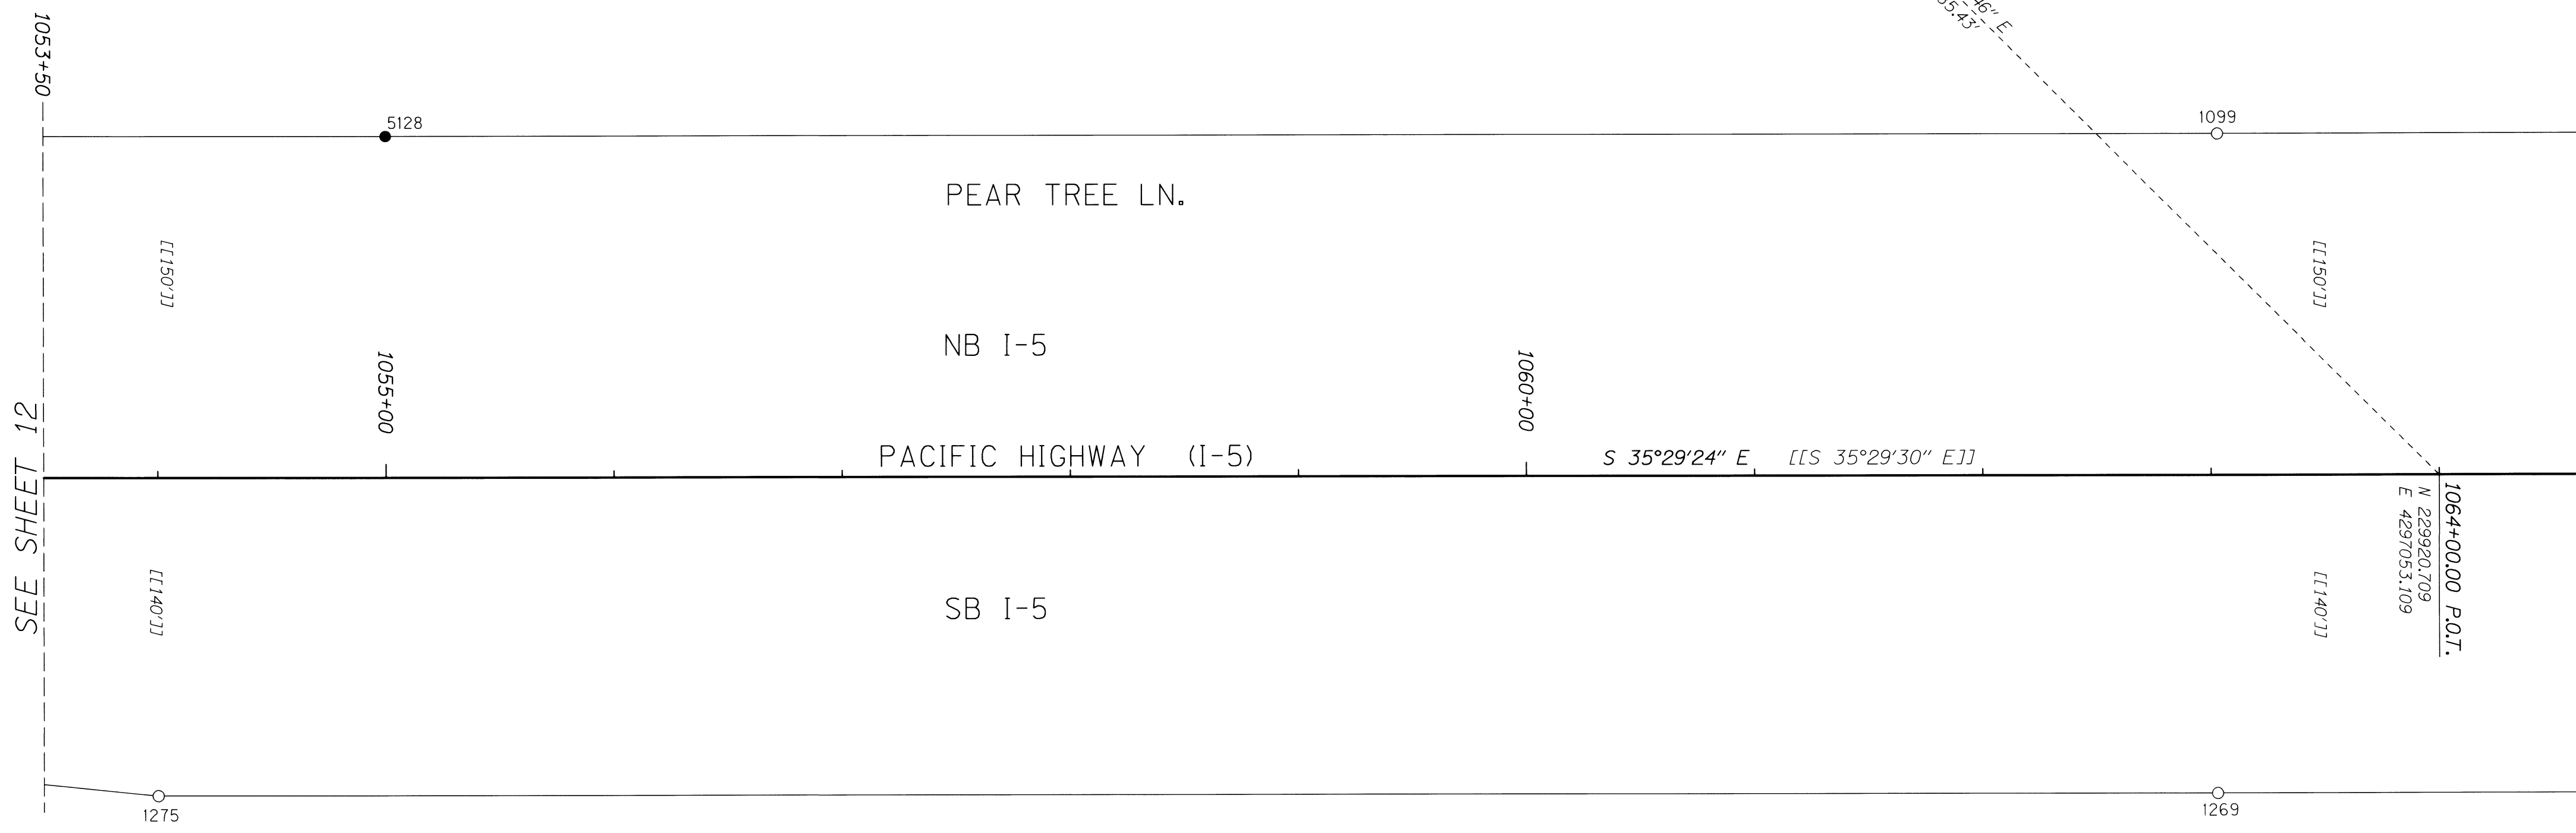 46" E
1053+50
5128
1099
PEAR TREE LN.
[[150']]
[[150']]
NB I-5
1055+00
1060+00
SEE SHEET 12
PACIFIC HIGHWAY (I-5)
S 35°29'24" E [[S 35°29'30" E]]
1064+00.00 P.O.T.
N 229920.709
E 4297053.109
[[140']]
[[140']]
SB I-5
1275
1269